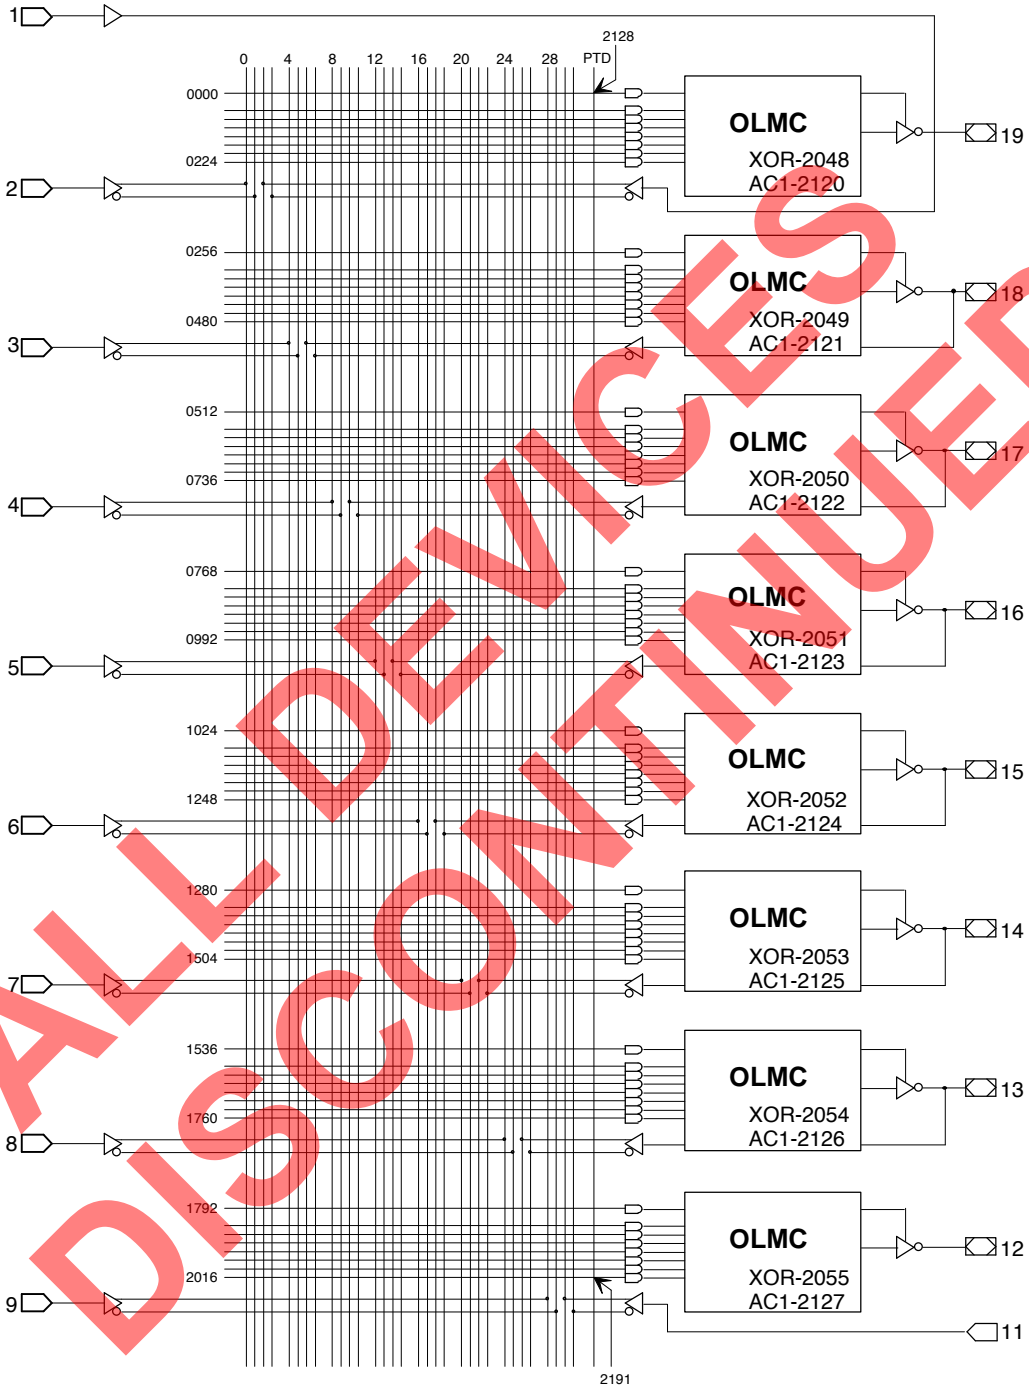 1
2128
0 4 8 12 16 20 24 28 PTD
0000
OLMC
19
0224
XOR-2048
AC1-2120
2
0256
OLMC
18
0480
XOR-2049
AC1-2121
3
0512
OLMC
17
0736
XOR-2050
AC1-2122
4
0768
OLMC
16
0992
XOR-2051
AC1-2123
5
1024
OLMC
15
1248
XOR-2052
AC1-2124
6
1280
OLMC
14
1504
XOR-2053
AC1-2125
7
1536
OLMC
13
1760
XOR-2054
AC1-2126
8
1792
OLMC
12
2016
XOR-2055
AC1-2127
9
11
2191
ALL DEVICES
DISCONTINUED